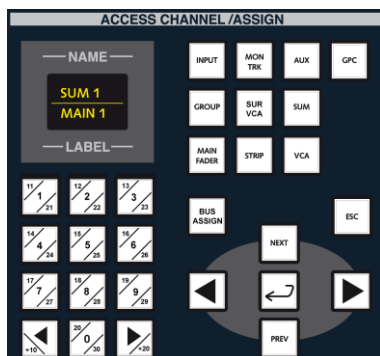 ACCESS CHANNEL /ASSIGN
NAME
SUM 1
MAIN 1
LABEL
INPUT
MON
TRK
AUX
GPC
GROUP
SUR
VCA
SUM
MAIN
FADER
STRIP
VCA
BUS
ASSIGN
ESC
NEXT
PREV
11 1 21
12 2 22
13 3 23
14 4 24
15 5 25
16 6 26
17 7 27
18 8 28
19 9 29
+10
20 0 30
+20